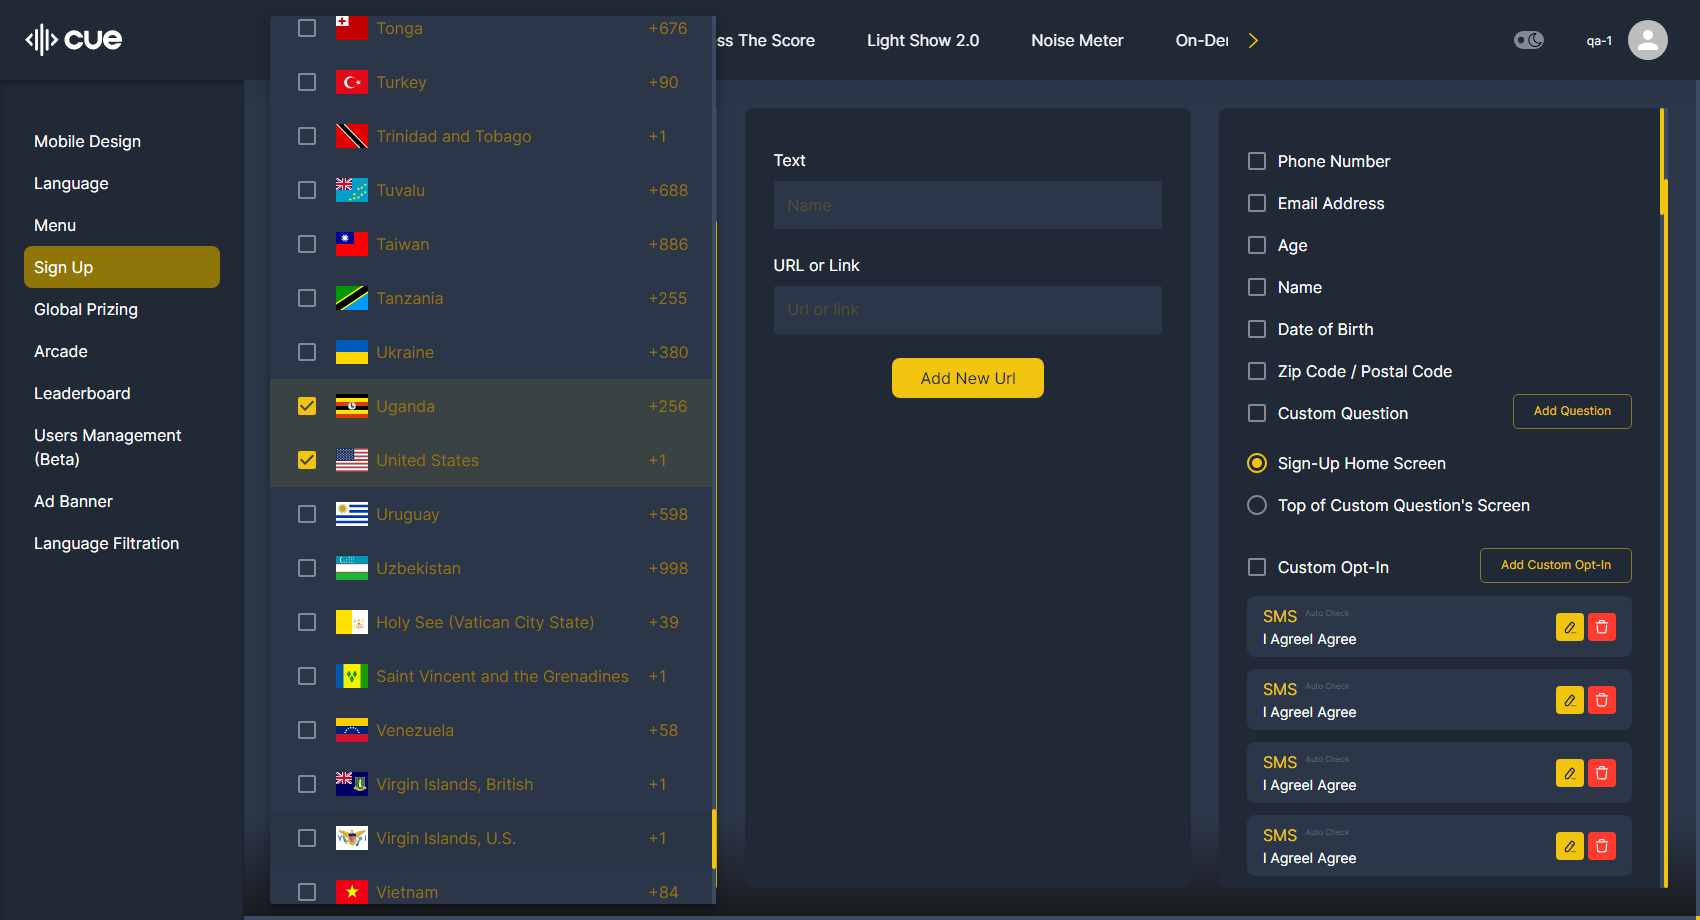 cue
ss The Score
Light Show 2.0
Noise Meter
On-Der
qa-1
Mobile Design
Language
Menu
Sign Up
Global Prizing
Arcade
Leaderboard
Users Management
(Beta)
Ad Banner
Language Filtration
Tonga +676
Turkey +90
Trinidad and Tobago +1
Tuvalu +688
Taiwan +886
Tanzania +255
Ukraine +380
Uganda +256
United States +1
Uruguay +598
Uzbekistan +998
Holy See (Vatican City State) +39
Saint Vincent and the Grenadines +1
Venezuela +58
Virgin Islands, British +1
Virgin Islands, U.S. +1
Vietnam +84
Text
Name
URL or Link
Url or link
Add New Url
Phone Number
Email Address
Age
Name
Date of Birth
Zip Code / Postal Code
Custom Question
Add Question
Sign-Up Home Screen
Top of Custom Question's Screen
Custom Opt-In
Add Custom Opt-In
SMS Auto Check
I AgreeI Agree
SMS Auto Check
I AgreeI Agree
SMS Auto Check
I AgreeI Agree
SMS Auto Check
I AgreeI Agree